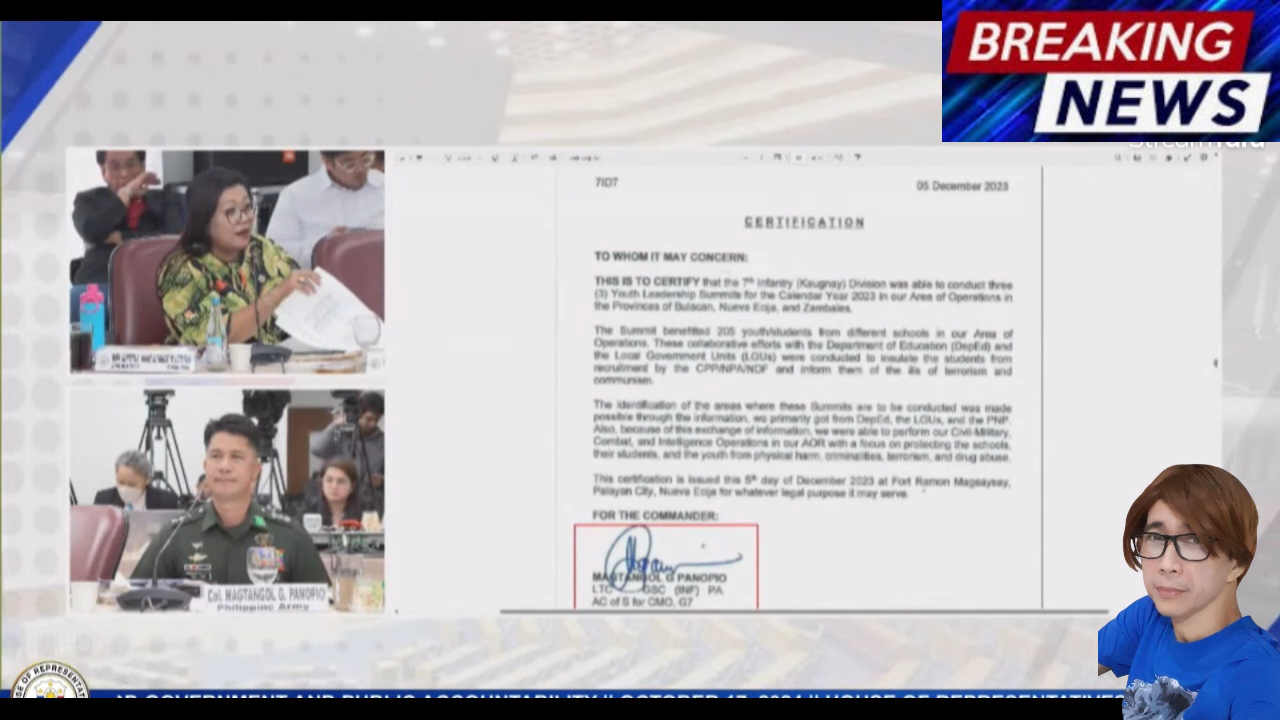 BREAKING
NEWS
7ID7
05 December 2023
CERTIFICATION
TO WHOM IT MAY CONCERN:
THIS IS TO CERTIFY that the 7th Infantry (Kaugnay) Division was able to conduct three
(3) Youth Leadership Summits for the Calendar Year 2023 in our Area of Operations in
the Provinces of Bulacan, Nueva Ecija, and Zambales.
The Summit benefitted 205 youth/students from different schools in our Area of
Operations. These collaborative efforts with the Department of Education (DepEd) and
the Local Government Units (LGUs) were conducted to insulate the students from
recruitment by the CPP/NPA/NDF and inform them of the ills of terrorism and
communism.
The identification of the areas where these Summits are to be conducted was made
possible through the information, we primarily got from DepEd, the LGUs, and the PNP.
Also, because of this exchange of information, we were able to perform our Civil-Military,
Combat, and Intelligence Operations in our AOR with a focus on protecting the schools,
their students, and the youth from physical harm, criminalities, terrorism, and drug abuse.
This certification is issued this 5th day of December 2023 at Fort Ramon Magsaysay,
Palayan City, Nueva Ecija for whatever legal purpose it may serve.
FOR THE COMMANDER:
MAGTANGOL G PANOPIO
LTC GSC (INF) PA
AC of S for CMO, G7
Col. MAGTANGOL G. PANOPIO
Philippine Army
GOVERNMENT AND PUBLIC ACCOUNTABILITY // OCTOBER 17, 2024 // HOUSE OF REPRESENTATIVES